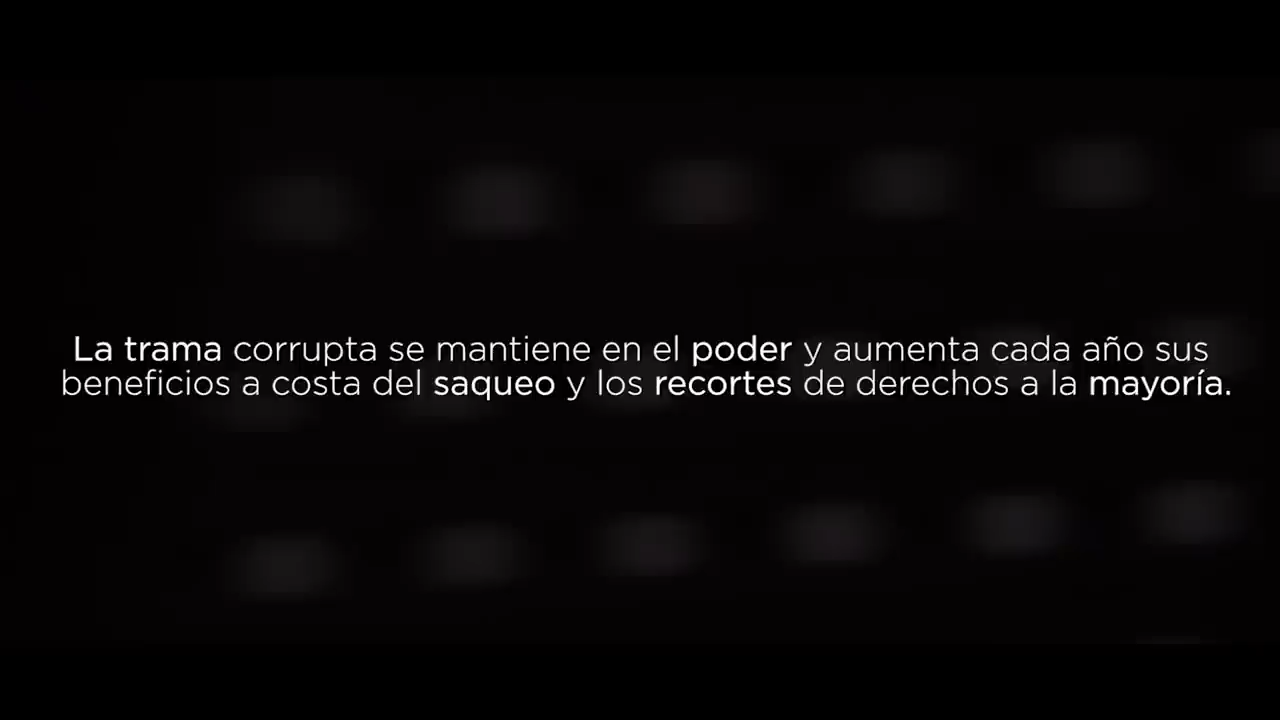 La trama corrupta se mantiene en el poder y aumenta cada año sus
beneficios a costa del saqueo y los recortes de derechos a la mayoría.